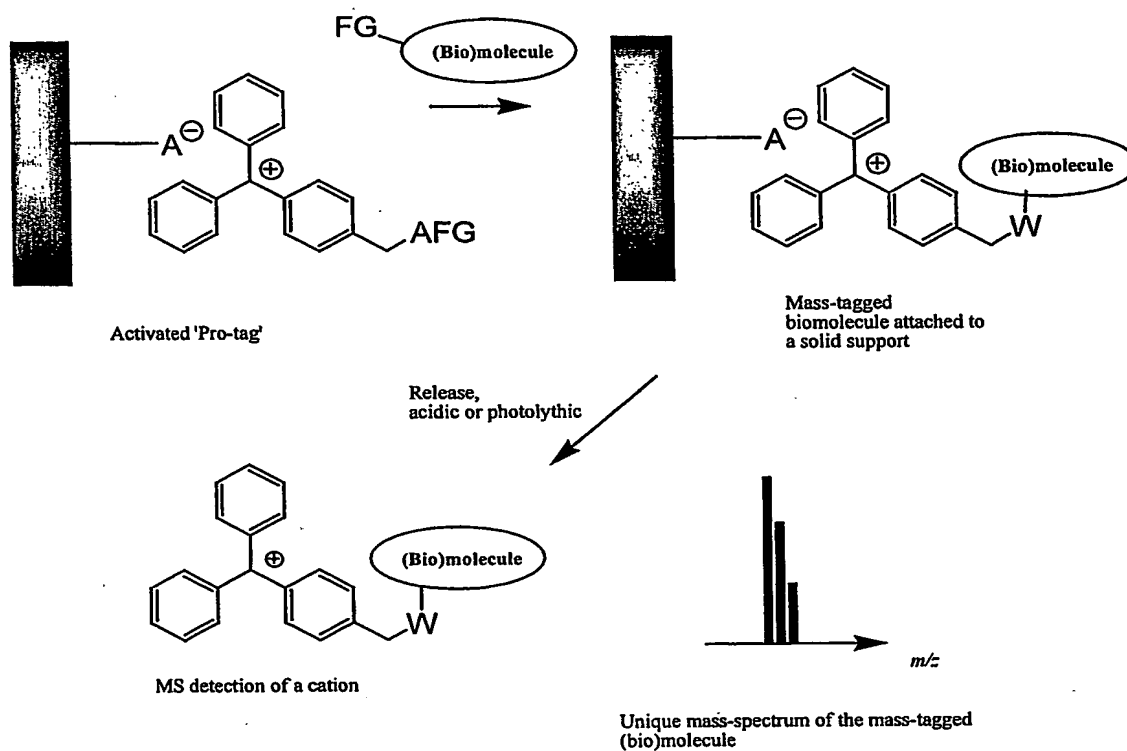 FG
(Bio)molecule
A⊖
⊕
AFG
Activated 'Pro-tag'
A⊖
⊕
(Bio)molecule
W
Mass-tagged
biomolecule attached to
a solid support
Release,
acidic or photolythic
⊕
(Bio)molecule
W
MS detection of a cation
m/z
Unique mass-spectrum of the mass-tagged
(bio)molecule